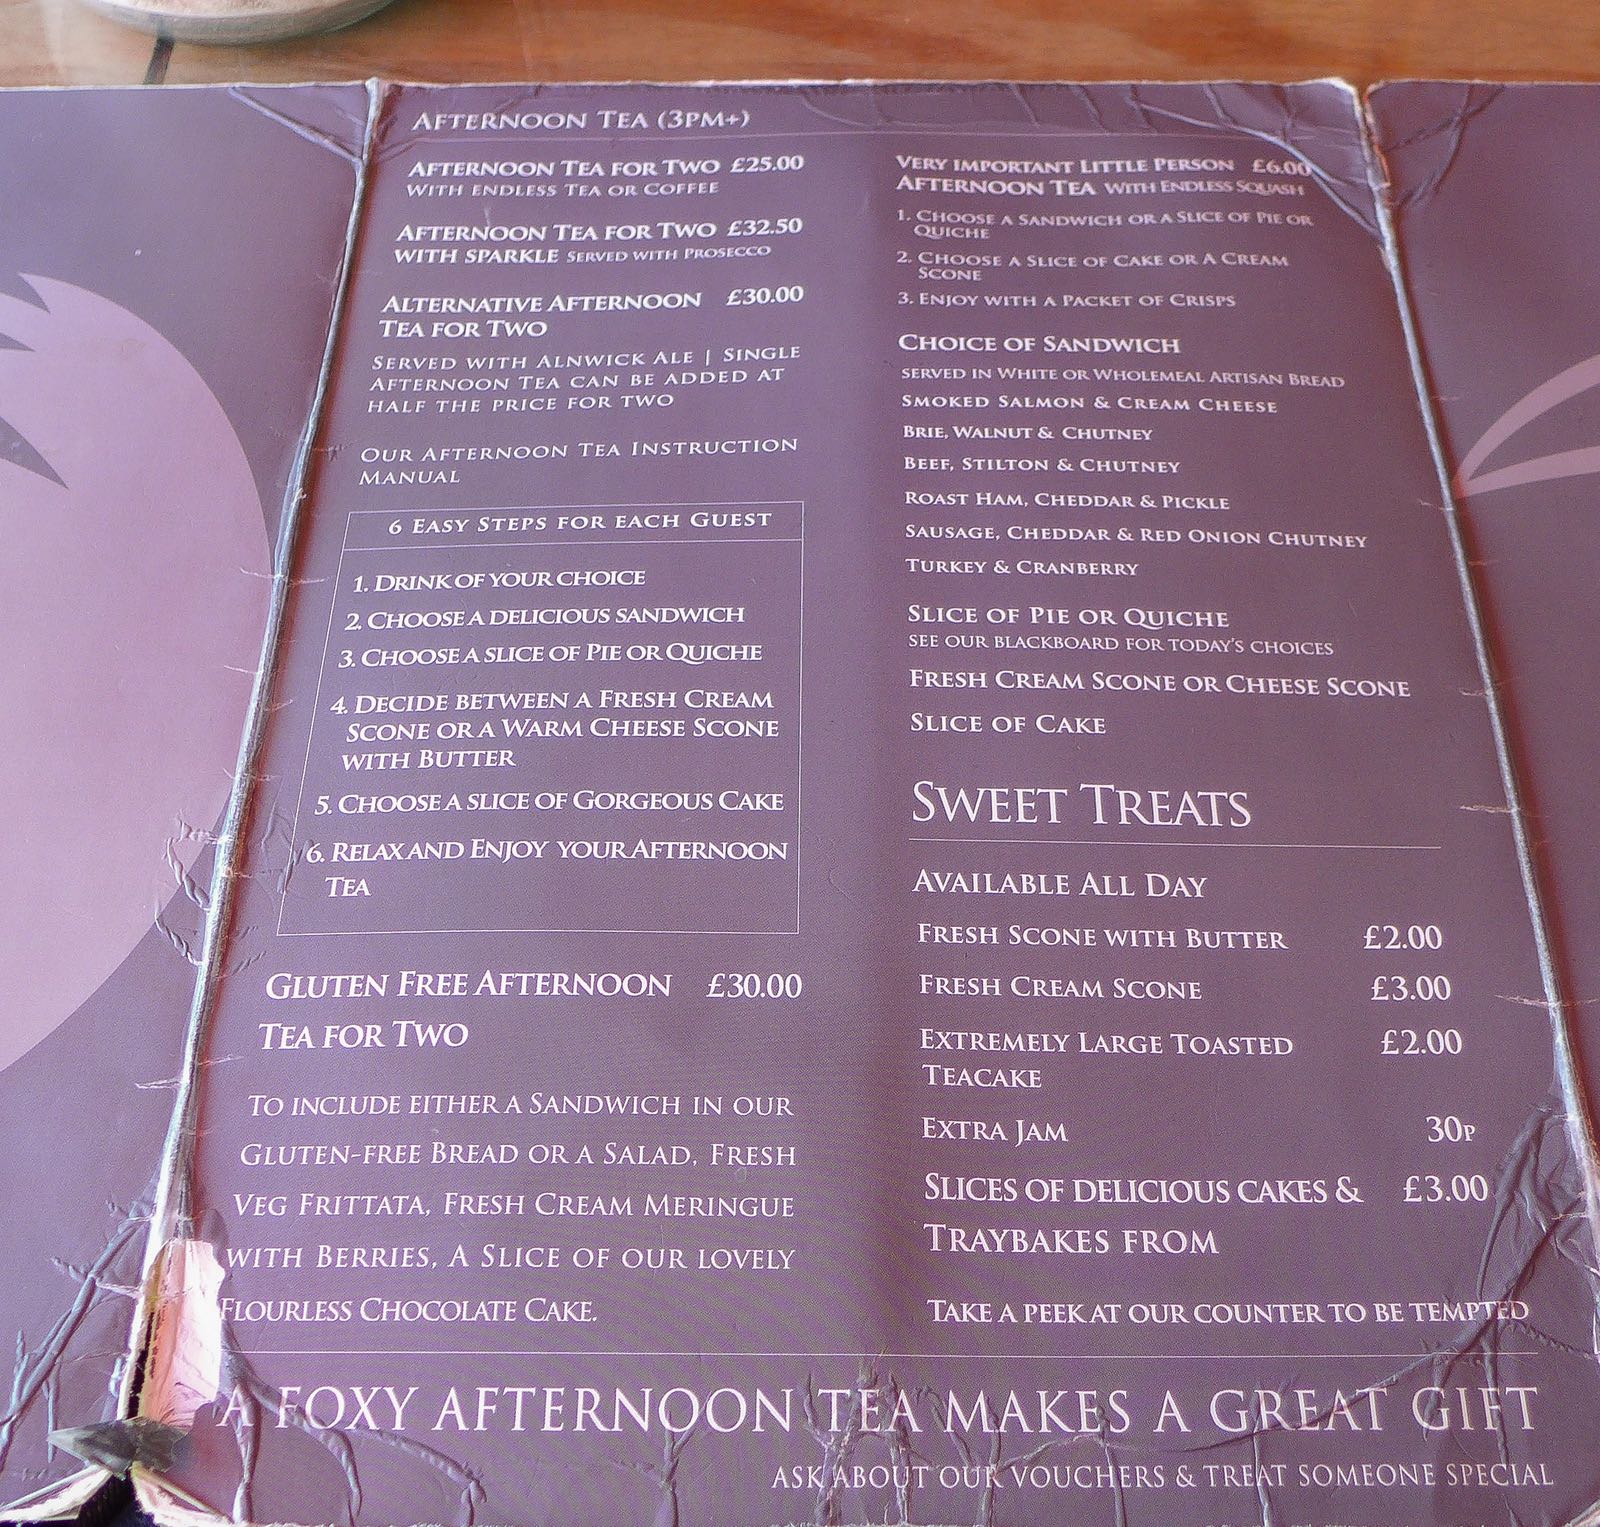 Afternoon Tea (3pm+)
Afternoon Tea for Two £25.00
with endless Tea or Coffee
Afternoon Tea for Two £32.50
with sparkle served with Prosecco
Alternative Afternoon £30.00
Tea for Two
Served with Alnwick Ale | Single
Afternoon Tea can be added at
half the price for two
Our Afternoon Tea Instruction
Manual
6 Easy Steps for each Guest
1. Drink of your choice
2. Choose a delicious sandwich
3. Choose a slice of Pie or Quiche
4. Decide between a Fresh Cream
Scone or a Warm Cheese Scone
with Butter
5. Choose a slice of Gorgeous Cake
6. Relax and Enjoy your Afternoon
Tea
Gluten Free Afternoon £30.00
Tea for Two
To include either a Sandwich in our
Gluten-free Bread or a Salad, Fresh
Veg Frittata, Fresh Cream Meringue
with Berries, A Slice of our lovely
Flourless Chocolate Cake.
Very important Little Person £6.00
Afternoon Tea with Endless Squash
1. Choose a Sandwich or a Slice of Pie or
Quiche
2. Choose a Slice of Cake or a Cream
Scone
3. Enjoy with a Packet of Crisps
Choice of Sandwich
served in White or Wholemeal Artisan Bread
Smoked Salmon & Cream Cheese
Brie, Walnut & Chutney
Beef, Stilton & Chutney
Roast Ham, Cheddar & Pickle
Sausage, Cheddar & Red Onion Chutney
Turkey & Cranberry
Slice of Pie or Quiche
see our blackboard for today's choices
Fresh Cream Scone or Cheese Scone
Slice of Cake
Sweet Treats
Available All Day
Fresh Scone with Butter £2.00
Fresh Cream Scone £3.00
Extremely Large Toasted £2.00
Teacake
Extra Jam 30p
Slices of delicious cakes & £3.00
Traybakes from
Take a peek at our counter to be tempted
A FOXY AFTERNOON TEA MAKES A GREAT GIFT
ASK ABOUT OUR VOUCHERS & TREAT SOMEONE SPECIAL